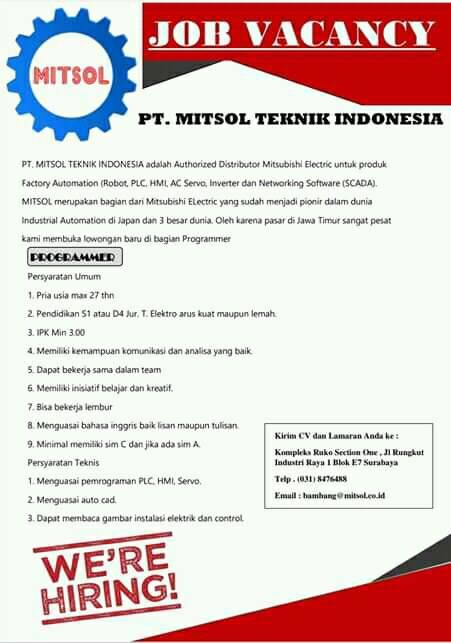 MITSOL
JOB VACANCY
PT. MITSOL TEKNIK INDONESIA
PT. MITSOL TEKNIK INDONESIA adalah Authorized Distributor Mitsubishi Electric untuk produk
Factory Automation (Robot, PLC, HMI, AC Servo, Inverter dan Networking Software (SCADA).
MITSOL merupakan bagian dari Mitsubishi ELectric yang sudah menjadi pionir dalam dunia
Industrial Automation di Japan dan 3 besar dunia. Oleh karena pasar di Jawa Timur sangat pesat
kami membuka lowongan baru di bagian Programmer
PROGRAMMER
Persyaratan Umum
1. Pria usia max 27 thn
2. Pendidikan S1 atau D4 Jur. T. Elektro arus kuat maupun lemah.
3. IPK Min 3.00
4. Memiliki kemampuan komunikasi dan analisa yang baik.
5. Dapat bekerja sama dalam team
6. Memiliki inisiatif belajar dan kreatif.
7. Bisa bekerja lembur
8. Menguasai bahasa inggris baik lisan maupun tulisan.
9. Minimal memiliki sim C dan jika ada sim A.
Persyaratan Teknis
1. Menguasai pemrograman PLC, HMI, Servo.
2. Menguasai auto cad.
3. Dapat membaca gambar instalasi elektrik dan control.
Kirim CV dan Lamaran Anda ke :
Kompleks Ruko Section One , Jl Rungkut
Industri Raya 1 Blok E7 Surabaya
Telp . (031) 8476488
Email : bambang@mitsol.co.id
WE'RE
HIRING!